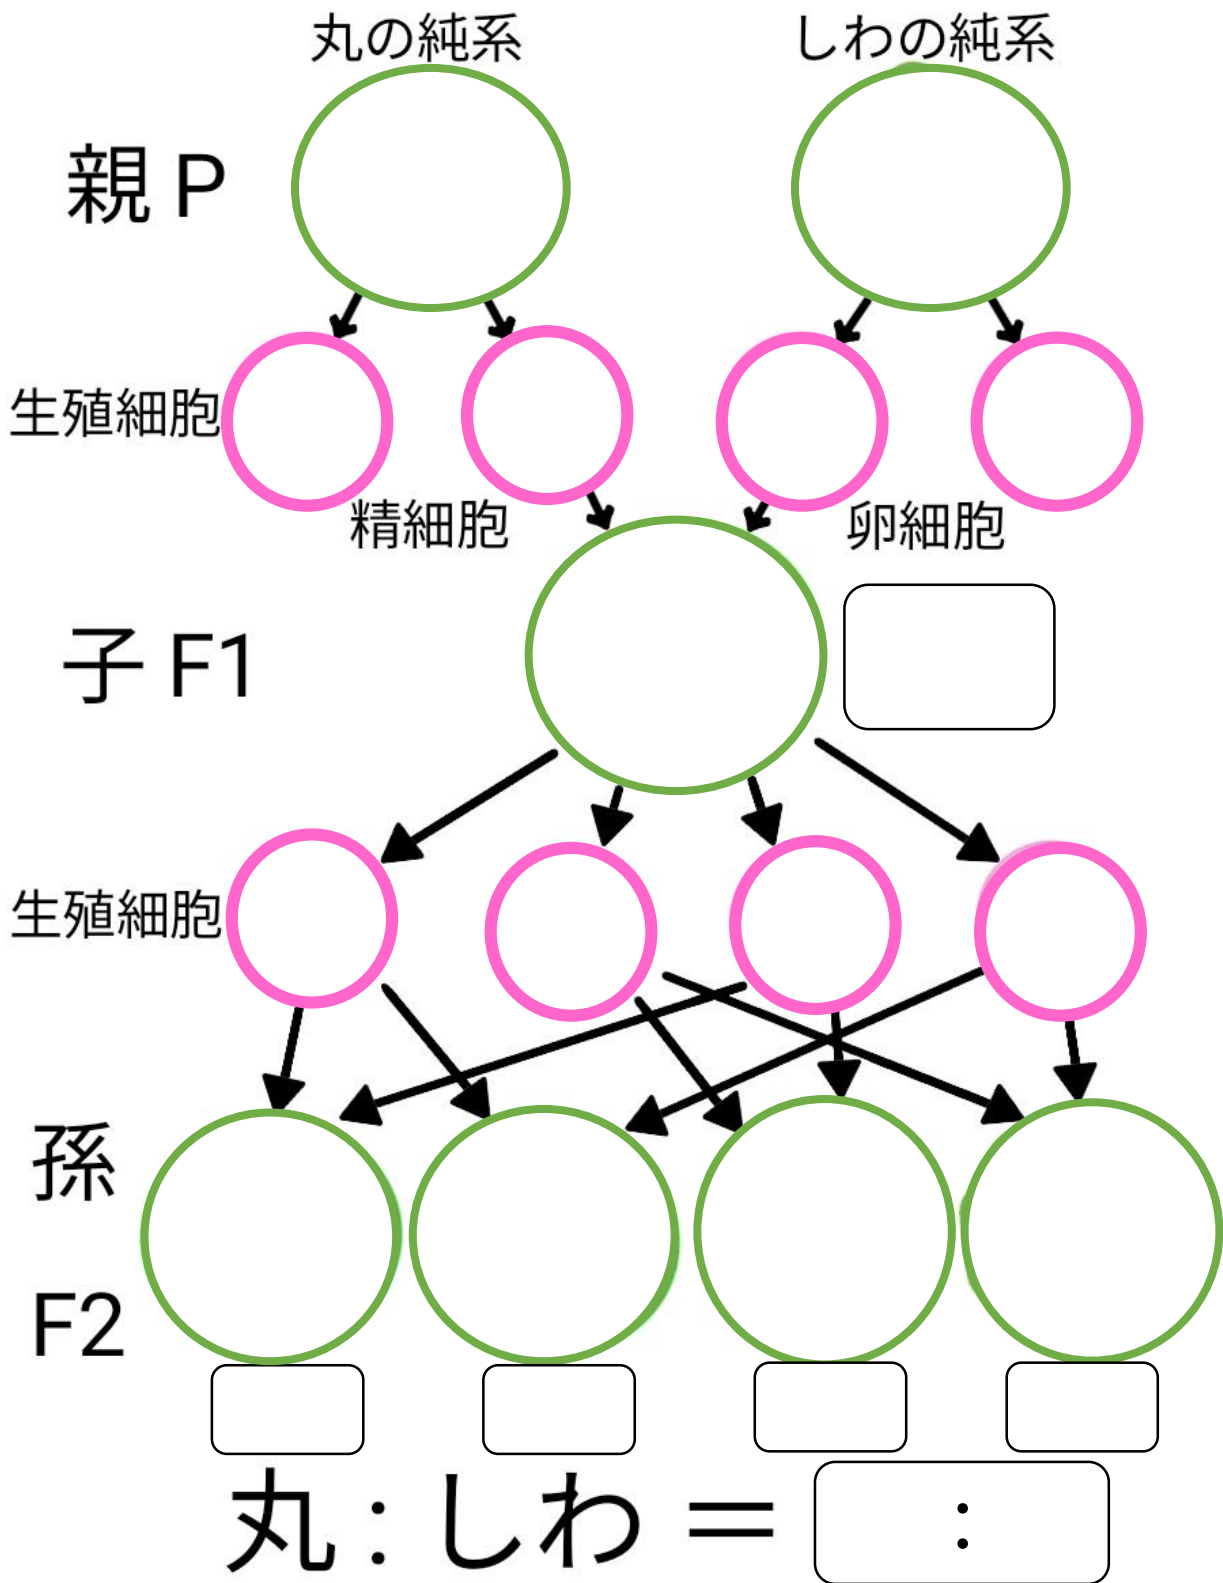 丸の純系 しわの純系
親 P
生殖細胞
精細胞 卵細胞
子 F1
生殖細胞
孫
F2
丸 : しわ = :